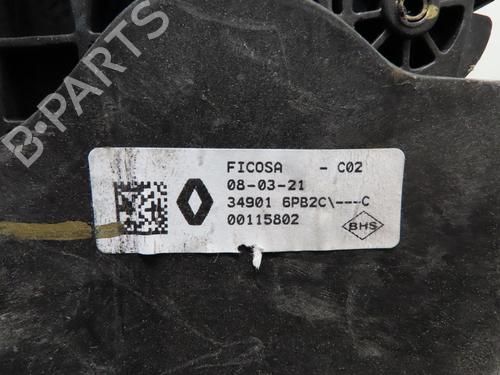 B-PARTS
FICOSA - C02
08-03-21
34901 6PB2C\----C
00115802
BHS